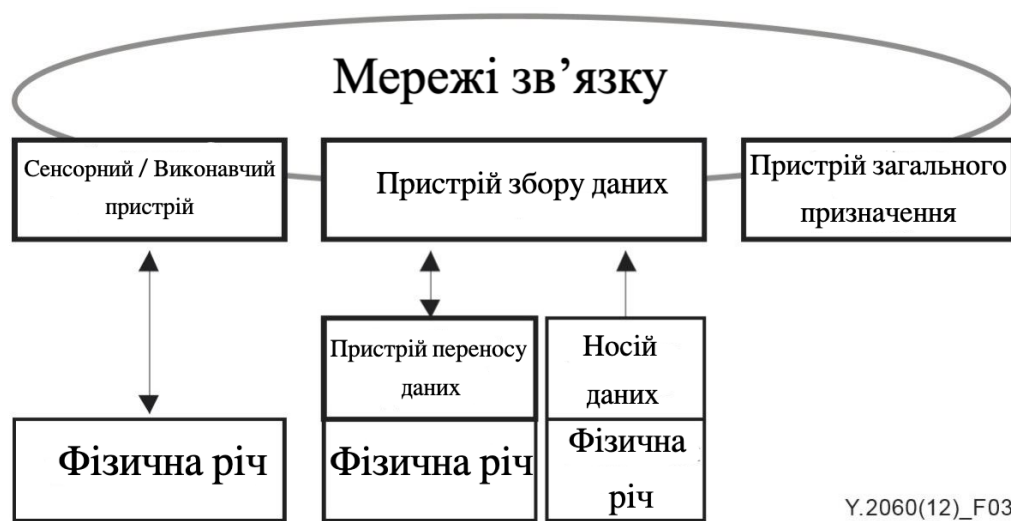 Мережі зв’язку
Сенсорний / Виконавчий
пристрій
Пристрій збору даних
Пристрій загального
призначення
Пристрій переносу
даних
Носій
даних
Фізична річ
Фізична річ
Фізична
річ
Y.2060(12)_F03